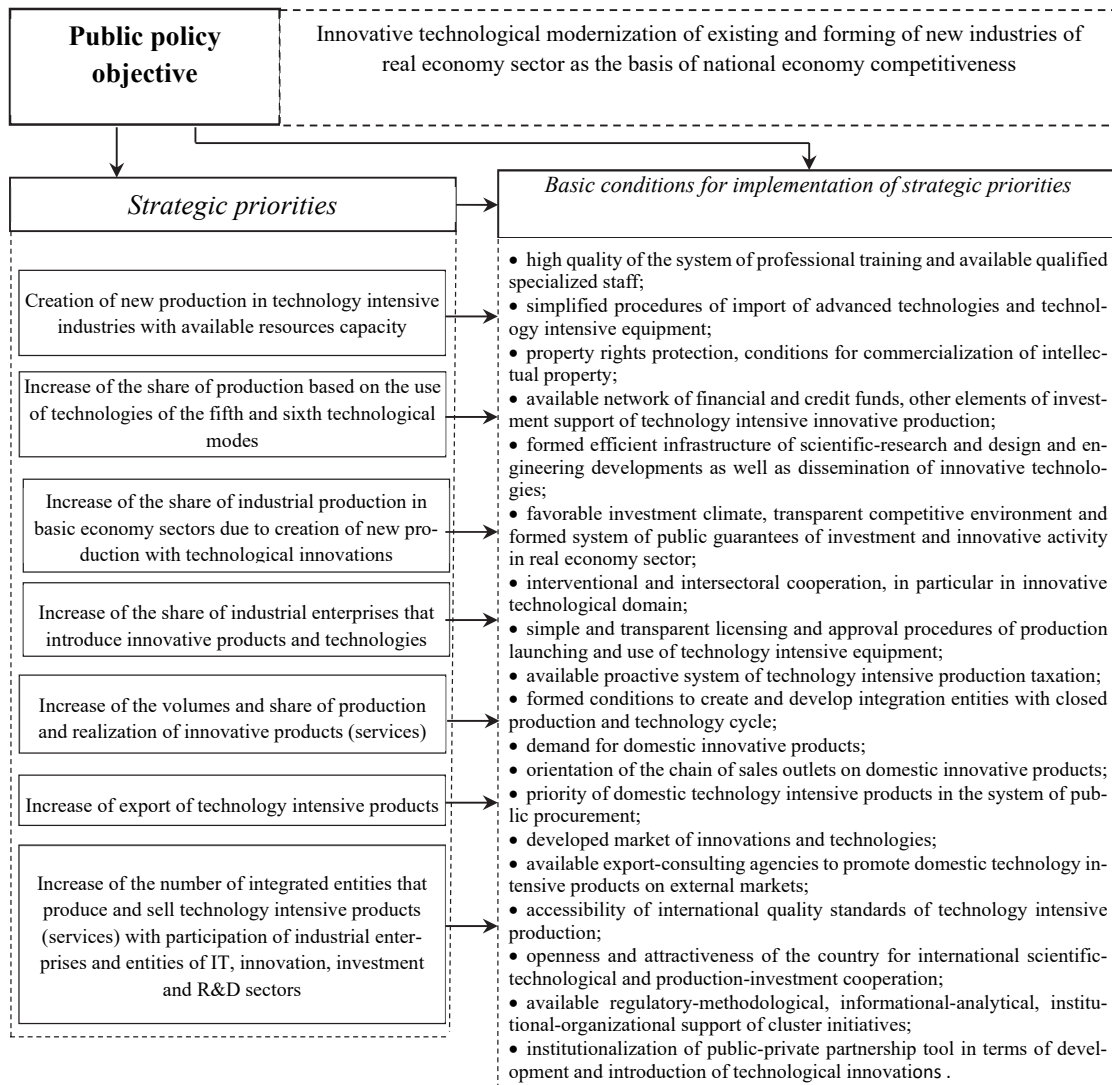 Public policy
objective
Innovative technological modernization of existing and forming of new industries of
real economy sector as the basis of national economy competitiveness
Strategic priorities
Creation of new production in technology intensive
industries with available resources capacity
Increase of the share of production based on the use
of technologies of the fifth and sixth technological
modes
Increase of the share of industrial production in
basic economy sectors due to creation of new pro-
duction with technological innovations
Increase of the share of industrial enterprises that
introduce innovative products and technologies
Increase of the volumes and share of production
and realization of innovative products (services)
Increase of export of technology intensive products
Increase of the number of integrated entities that
produce and sell technology intensive products
(services) with participation of industrial enter-
prises and entities of IT, innovation, investment
and R&D sectors
Basic conditions for implementation of strategic priorities
• high quality of the system of professional training and available qualified
specialized staff;
• simplified procedures of import of advanced technologies and technol-
ogy intensive equipment;
• property rights protection, conditions for commercialization of intell-
ectual property;
• available network of financial and credit funds, other elements of invest-
ment support of technology intensive innovative production;
• formed efficient infrastructure of scientific-research and design and en-
gineering developments as well as dissemination of innovative technolo-
gies;
• favorable investment climate, transparent competitive environment and
formed system of public guarantees of investment and innovative activity
in real economy sector;
• interventional and intersectoral cooperation, in particular in innovative
technological domain;
• simple and transparent licensing and approval procedures of production
launching and use of technology intensive equipment;
• available proactive system of technology intensive production taxation;
• formed conditions to create and develop integration entities with closed
production and technology cycle;
• demand for domestic innovative products;
• orientation of the chain of sales outlets on domestic innovative products;
• priority of domestic technology intensive products in the system of pub-
lic procurement;
• developed market of innovations and technologies;
• available export-consulting agencies to promote domestic technology in-
tensive products on external markets;
• accessibility of international quality standards of technology intensive
production;
• openness and attractiveness of the country for international scientific-
technological and production-investment cooperation;
• available regulatory-methodological, informational-analytical, institu-
tional-organizational support of cluster initiatives;
• institutionalization of public-private partnership tool in terms of devel-
opment and introduction of technological innovations .